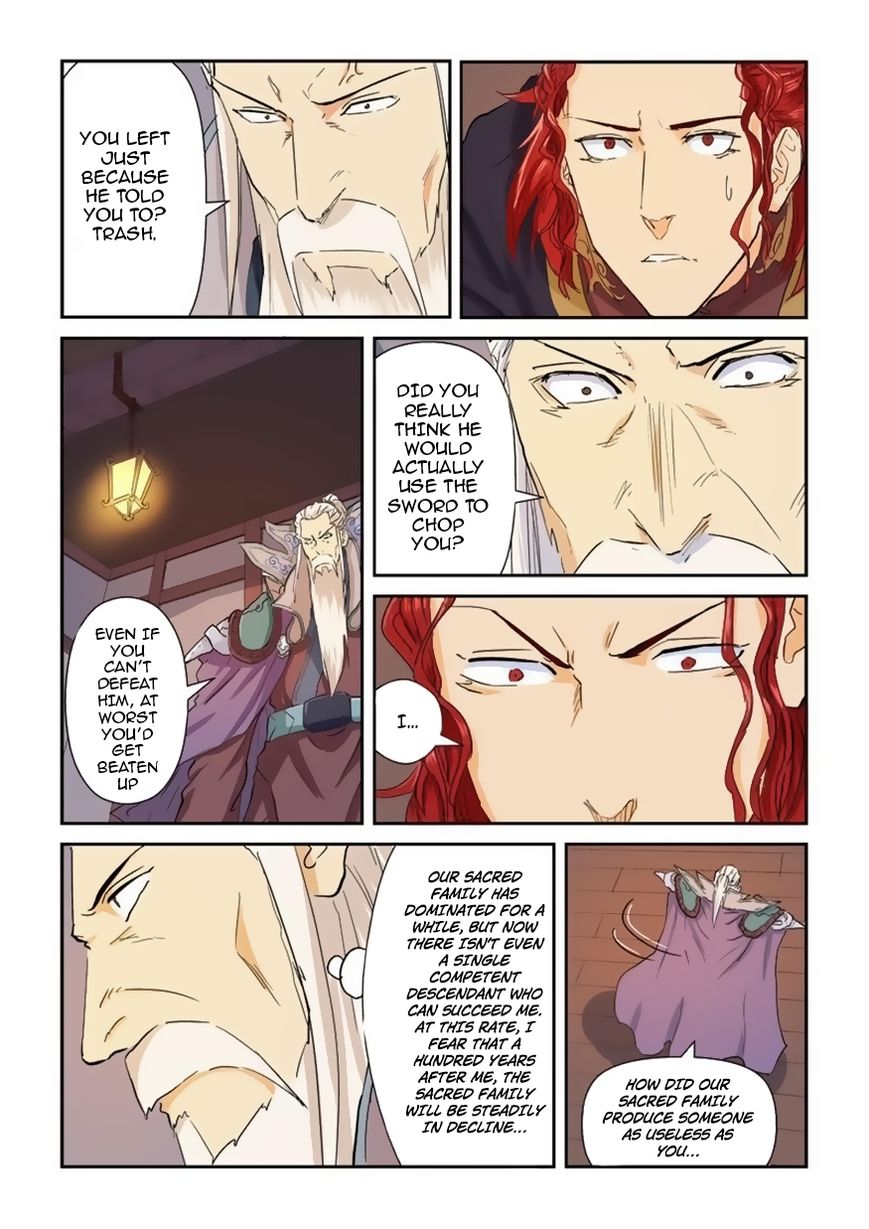 YOU LEFT
JUST
BECAUSE
HE TOLD
YOU TO?
TRASH.
DID YOU
REALLY
THINK HE
WOULD
ACTUALLY
USE THE
SWORD TO
CHOP
YOU?
EVEN IF
YOU
CAN'T
DEFEAT
HIM, AT
WORST
YOU'D
GET
BEATEN
UP
I...
OUR SACRED
FAMILY HAS
DOMINATED FOR A
WHILE, BUT NOW
THERE ISN'T EVEN
A SINGLE
COMPETENT
DESCENDANT WHO
CAN SUCCEED ME.
AT THIS RATE, I
FEAR THAT A
HUNDRED YEARS
AFTER ME, THE
SACRED FAMILY
WILL BE STEADILY
IN DECLINE...
HOW DID OUR
SACRED FAMILY
PRODUCE SOMEONE
AS USELESS AS
YOU...